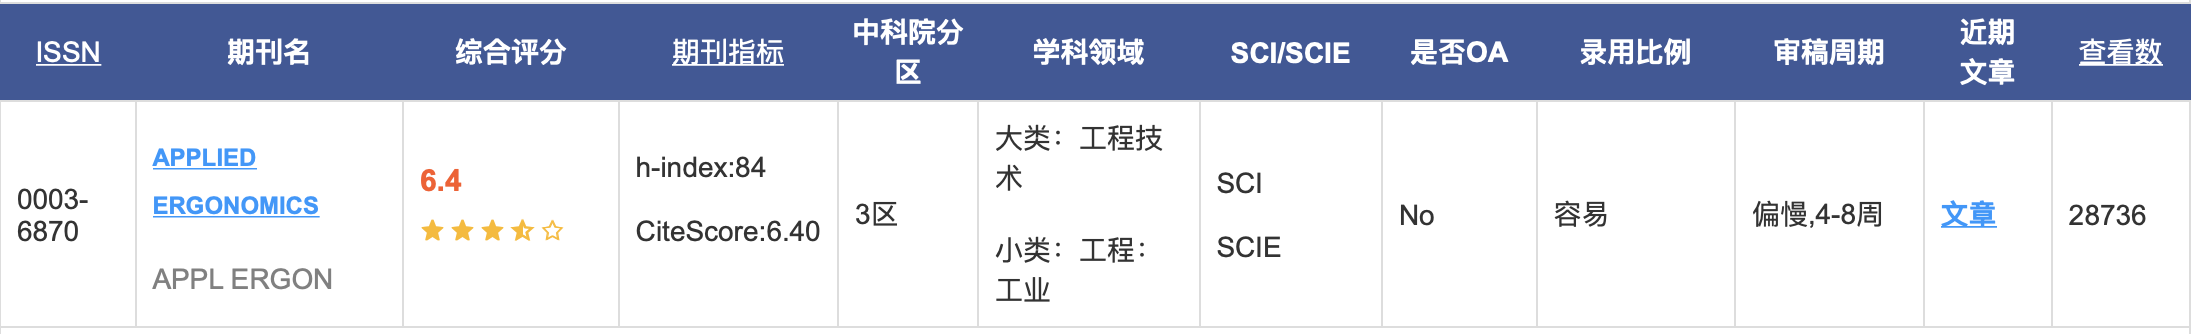 ISSN
期刊名
综合评分
期刊指标
中科院分
区
学科领域
SCI/SCIE
是否OA
录用比例
审稿周期
近期
文章
查看数
0003-
6870
APPLIED
ERGONOMICS
APPL ERGON
6.4
h-index:84
CiteScore:6.40
3区
大类：工程技
术
小类：工程：
工业
SCI
SCIE
No
容易
偏慢,4-8周
文章
28736